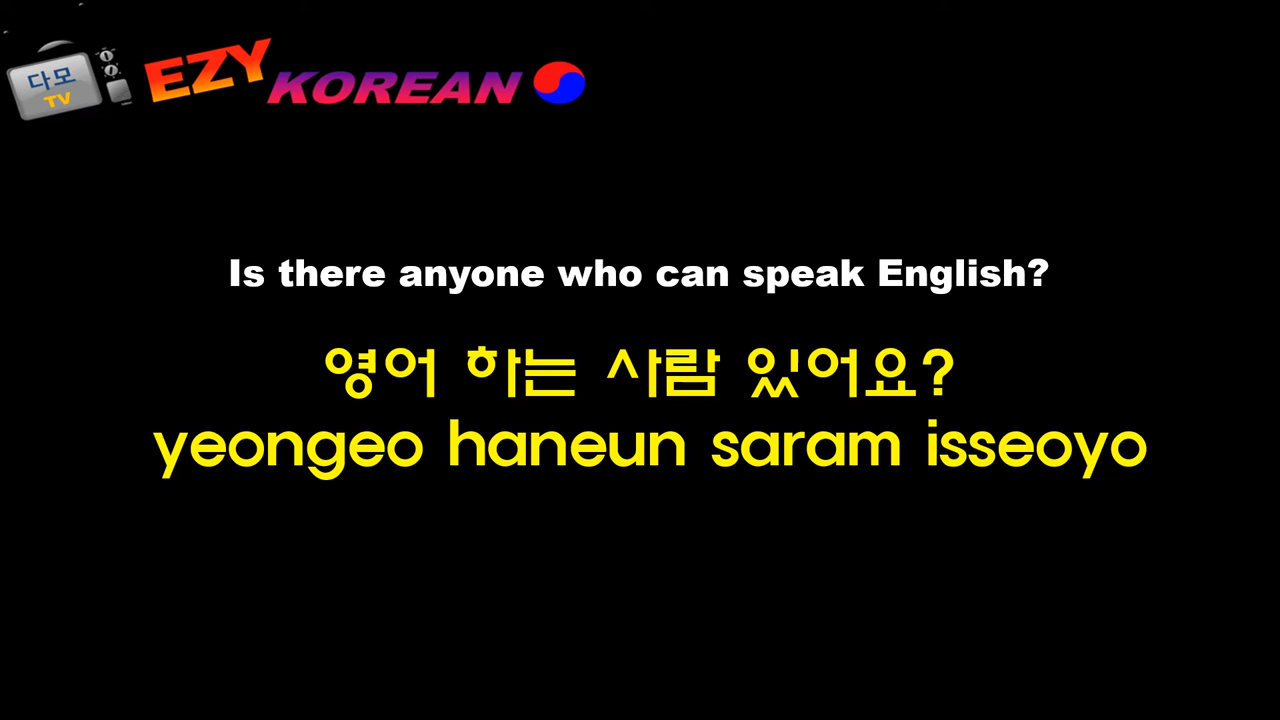 다모
TV
EZY
KOREAN
Is there anyone who can speak English?
영어 하는 사람 있어요?
yeongeo haneun saram isseoyo